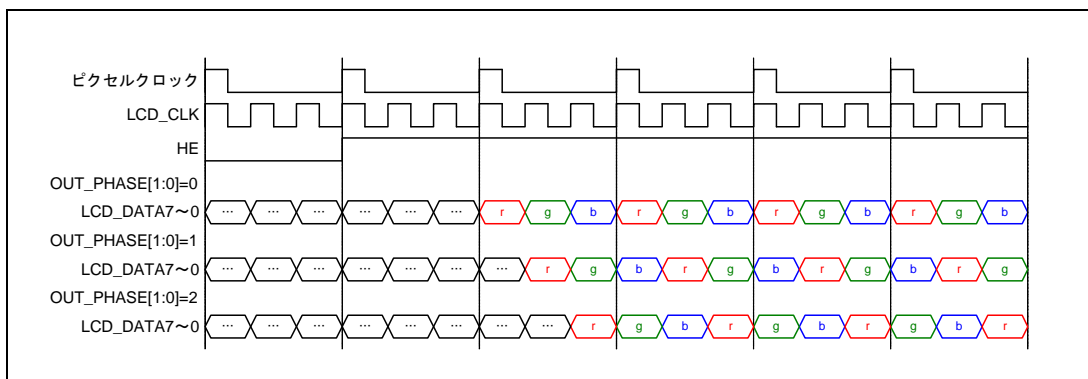 ピクセルクロック
LCD_CLK
HE
OUT_PHASE[1:0]=0
LCD_DATA7～0 … … … … … … r g b r g b r g b r g b
OUT_PHASE[1:0]=1
LCD_DATA7～0 … … … … … … … r g b r g b r g b r g
OUT_PHASE[1:0]=2
LCD_DATA7～0 … … … … … … … … r g b r g b r g b r